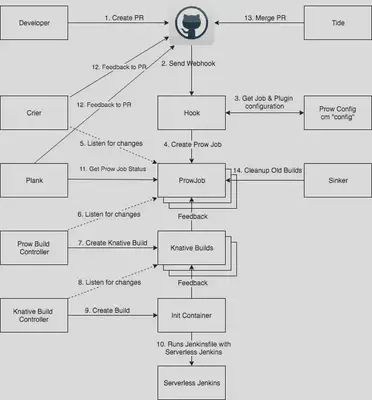 Developer
1. Create PR
13. Merge PR
Tide
12. Feedback to PR
2. Send Webhook
12. Feedback to PR
Crier
Hook
3. Get Job & Plugin
configuration
Prow Config
cm "config"
5. Listen for changes
4. Create Prow Job
Plank
11. Get Prow Job Status
ProwJob
14. Cleanup Old Builds
Sinker
6. Listen for changes
Feedback
Prow Build
Controller
7. Create Knative Build
Knative Builds
8. Listen for changes
Feedback
Knative Build
Controller
9. Create Build
Init Container
10. Runs Jenkinsfile with
Serverless Jenkins
Serverless Jenkins